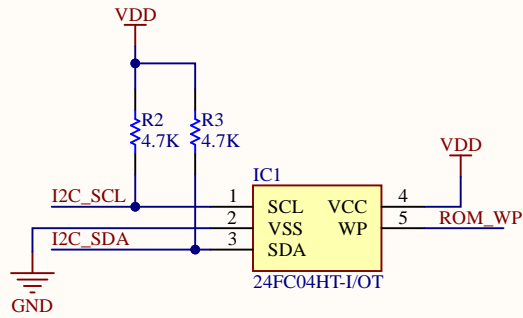 VDD
R2
4.7K
R3
4.7K
VDD
IC1
I2C_SCL
1
SCL
VCC
4
2
VSS
WP
5
ROM_WP
I2C_SDA
3
SDA
24FC04HT-I/OT
GND